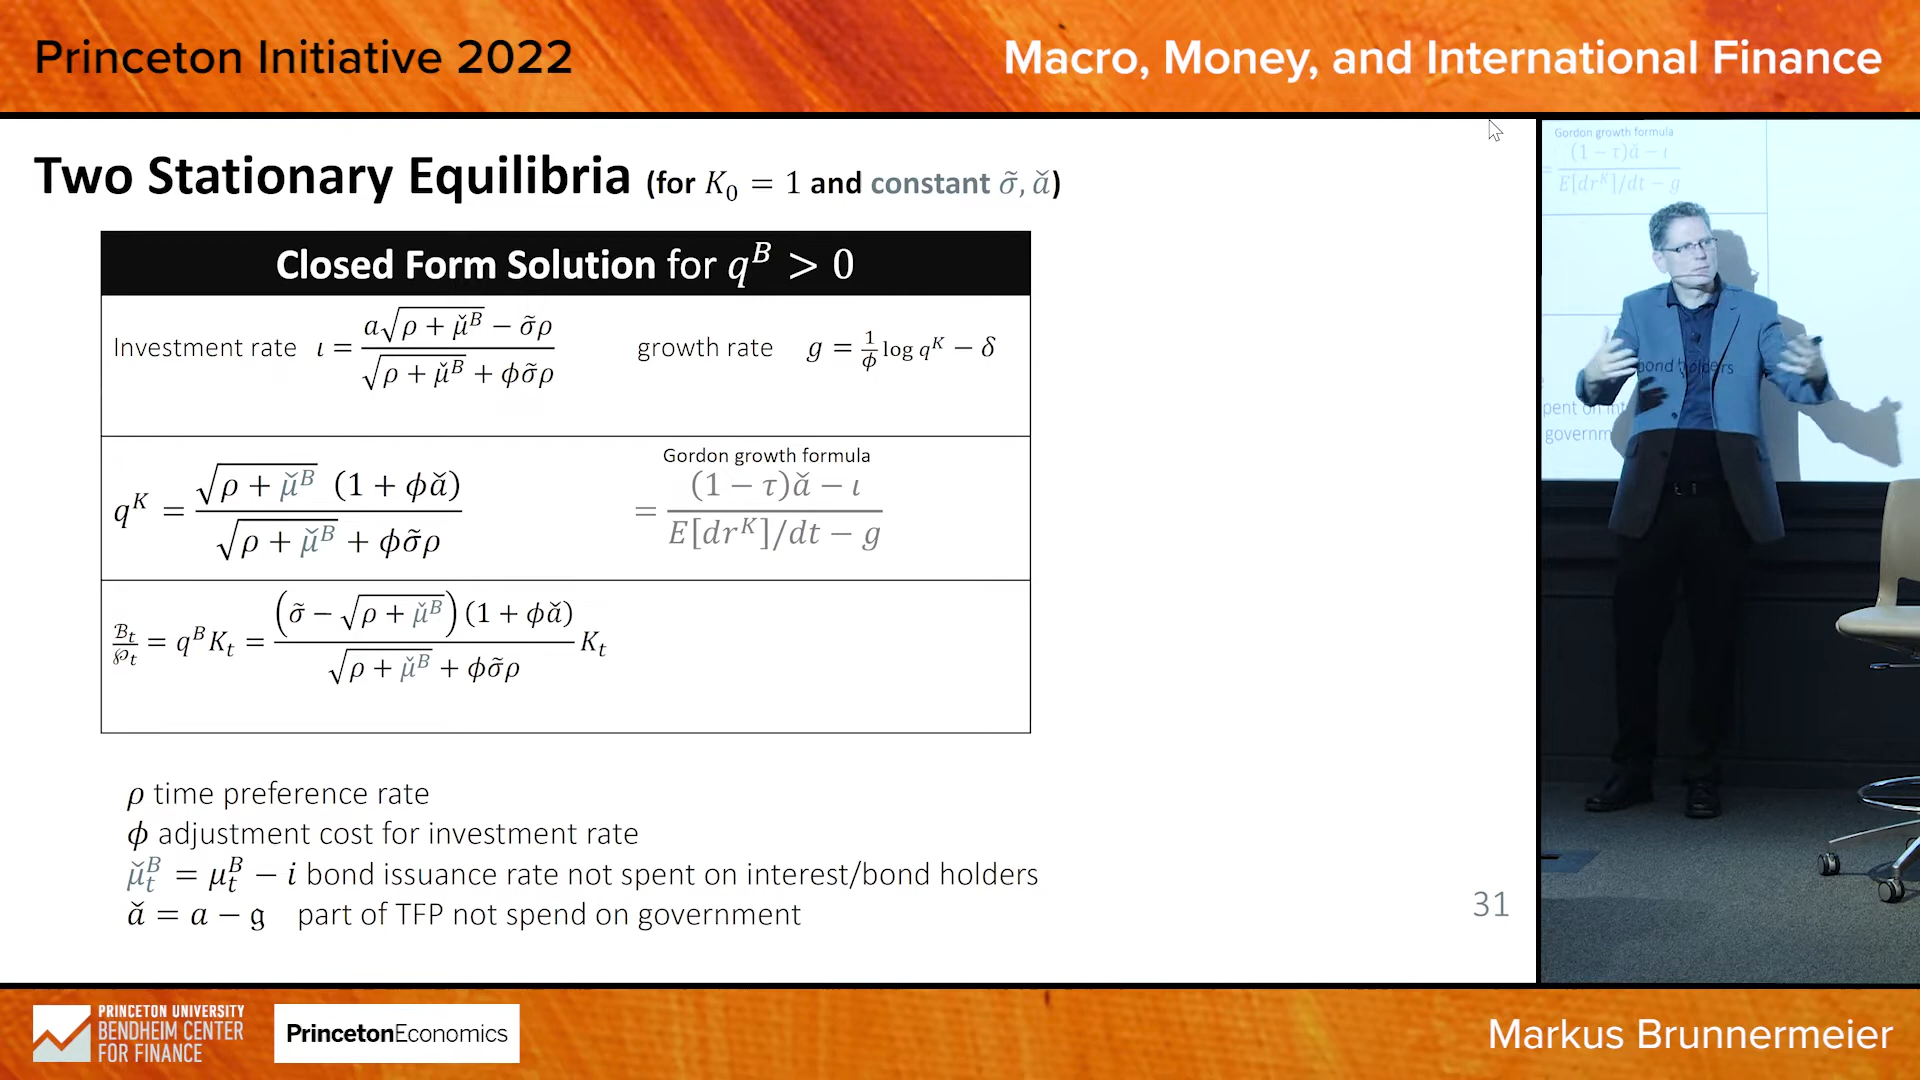 Princeton Initiative 2022
Macro, Money, and International Finance
Two Stationary Equilibria (for K₀ = 1 and constant σ̃, ǎ)
Closed Form Solution for q^B > 0
Investment rate ι = (a√(ρ + μ̌^B) − σ̃ρ) / (√(ρ + μ̌^B) + ϕσ̃ρ) growth rate g = (1/ϕ) log q^K − δ
Gordon growth formula
q^K = (√(ρ + μ̌^B) (1 + ϕǎ)) / (√(ρ + μ̌^B) + ϕσ̃ρ) = ((1 − τ)ǎ − ι) / (E[dr^K]/dt − g)
ℬ_t/℘_t = q^B K_t = ((σ̃ − √(ρ + μ̌^B)) (1 + ϕǎ)) / (√(ρ + μ̌^B) + ϕσ̃ρ) K_t
ρ time preference rate
ϕ adjustment cost for investment rate
μ̌_t^B = μ_t^B − i bond issuance rate not spent on interest/bond holders
ǎ = a − 𝔤 part of TFP not spend on government
31
Gordon growth formula
= ((1 − τ)ǎ − ι) / (E[dr^K]/dt − g)
PRINCETON UNIVERSITY
BENDHEIM CENTER
FOR FINANCE
PrincetonEconomics
Markus Brunnermeier